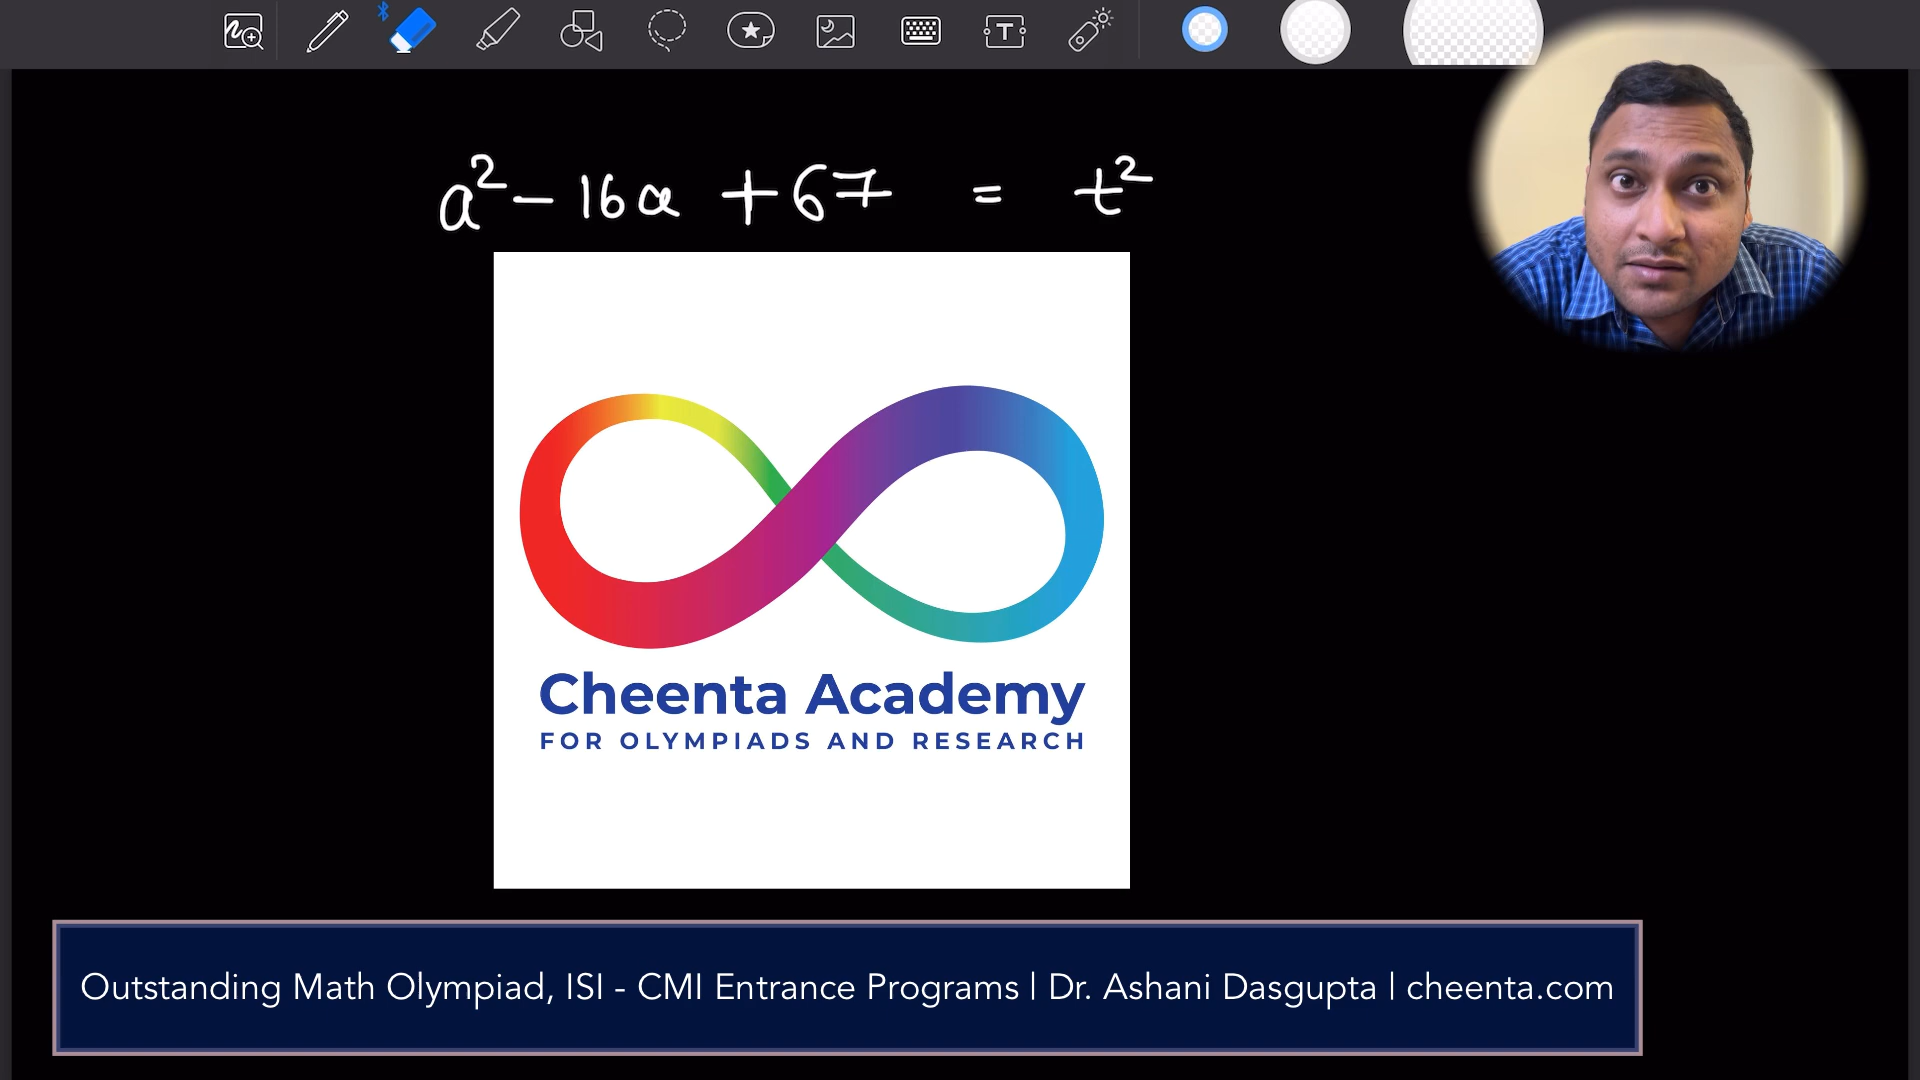 a² - 16a + 67 = t²
Cheenta Academy
FOR OLYMPIADS AND RESEARCH
Outstanding Math Olympiad, ISI - CMI Entrance Programs | Dr. Ashani Dasgupta | cheenta.com